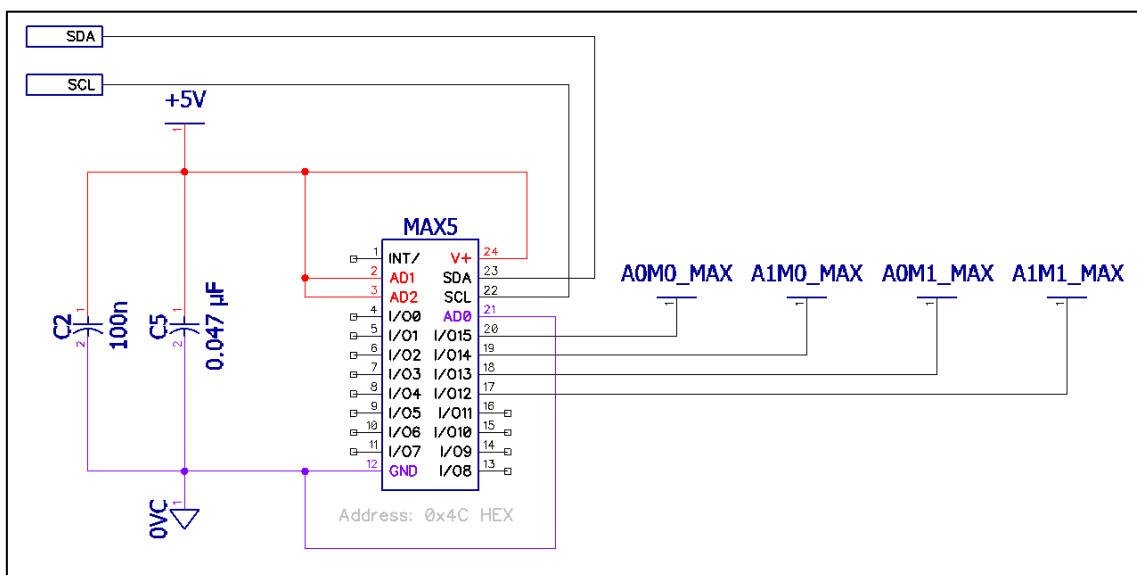 SDA
SCL
+5V
1
MAX5
1 INT/ V+ 24
2 AD1 SDA 23
3 AD2 SCL 22
4 I/O0 AD0 21
5 I/O1 I/O15 20
6 I/O2 I/O14 19
7 I/O3 I/O13 18
8 I/O4 I/O12 17
9 I/O5 I/O11 16
10 I/O6 I/O10 15
11 I/O7 I/O9 14
12 GND I/O8 13
A0M0_MAX A1M0_MAX A0M1_MAX A1M1_MAX
1 1 1 1
C2 1 2 100n
C5 1 2 0.047 µF
0VC 1
Address: 0x4C HEX